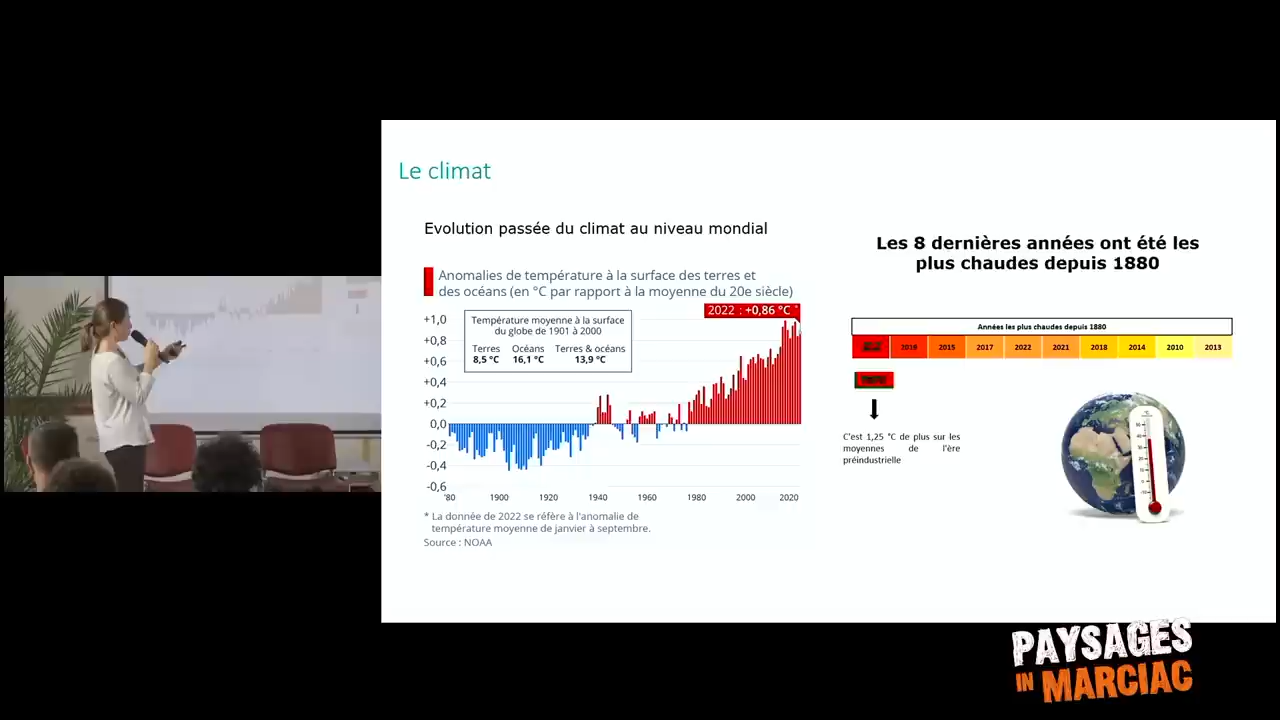 Le climat
Evolution passée du climat au niveau mondial
Anomalies de température à la surface des terres et
des océans (en °C par rapport à la moyenne du 20e siècle)
2022 : +0,86 °C *
+1,0
+0,8
+0,6
+0,4
+0,2
0,0
-0,2
-0,4
-0,6
Température moyenne à la surface
du globe de 1901 à 2000
Terres Océans Terres & océans
8,5 °C 16,1 °C 13,9 °C
'80 1900 1920 1940 1960 1980 2000 2020
* La donnée de 2022 se réfère à l'anomalie de
température moyenne de janvier à septembre.
Source : NOAA
Les 8 dernières années ont été les
plus chaudes depuis 1880
Années les plus chaudes depuis 1880
2016 2015 2017 2022 2021 2018 2014 2010 2013
C'est 1,25 °C de plus sur les
moyennes de l'ère
préindustrielle
PAYSAGES
IN MARCIAC